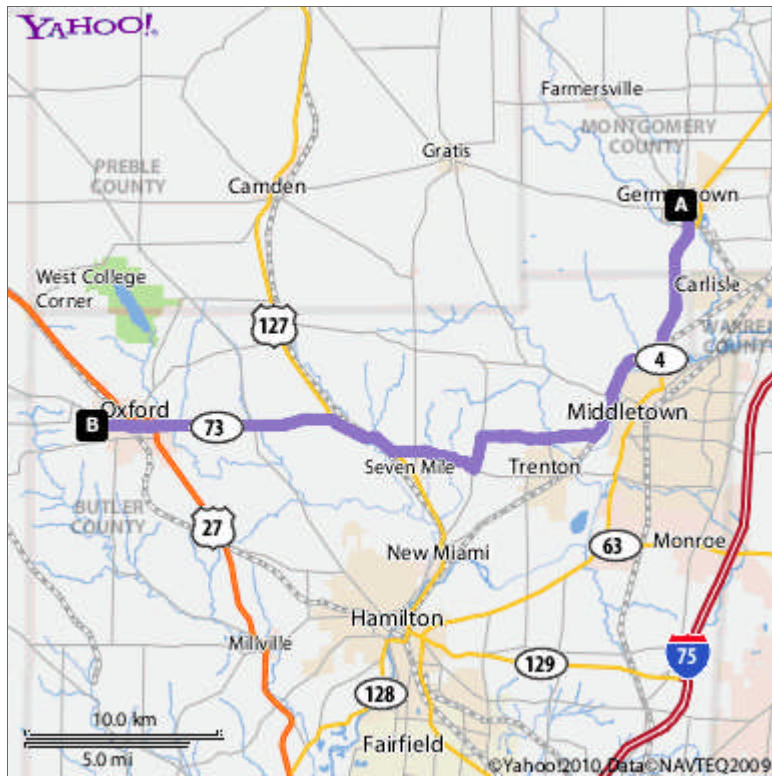 YAHOO!
Farmersville
MONTGOMERY
COUNTY
Gratis
PREBLE
COUNTY
Camden
Germantown
A
West College
Corner
Carlisle
127
WARREN
COUNTY
4
Oxford
B
73
Middletown
Seven Mile
Trenton
BUTLER
COUNTY
27
New Miami
63
Monroe
Hamilton
Millville
129
75
128
10.0 km
5.0 mi
Fairfield
©Yahoo!2010, Data©NAVTEQ2009